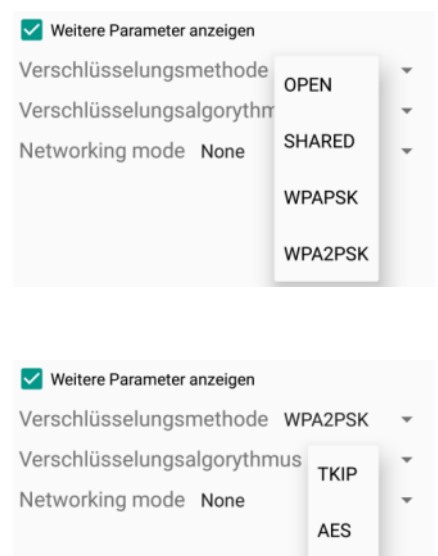 Weitere Parameter anzeigen
Verschlüsselungsmethode
OPEN
Verschlüsselungsalgorythm
SHARED
Networking mode None
WPAPSK
WPA2PSK
Weitere Parameter anzeigen
Verschlüsselungsmethode WPA2PSK
Verschlüsselungsalgorythmus
TKIP
Networking mode None
AES